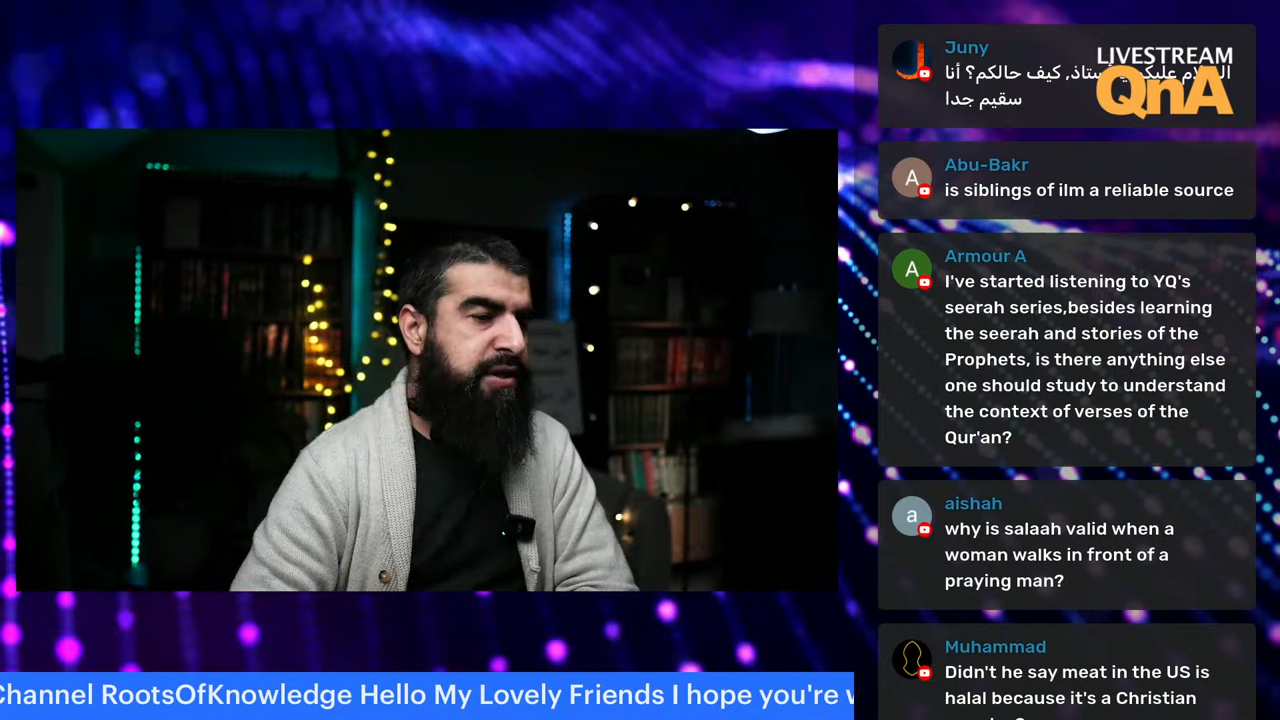 Juny
كيف حالكم؟ أنا
سقيم جدا
LIVESTREAM
QnA
A
Abu-Bakr
is siblings of ilm a reliable source
A
Armour A
I've started listening to YQ's
seerah series,besides learning
the seerah and stories of the
Prophets, is there anything else
one should study to understand
the context of verses of the
Qur'an?
a
aishah
why is salaah valid when a
woman walks in front of a
praying man?
Muhammad
Didn't he say meat in the US is
halal because it's a Christian
Channel RootsOfKnowledge Hello My Lovely Friends I hope you're